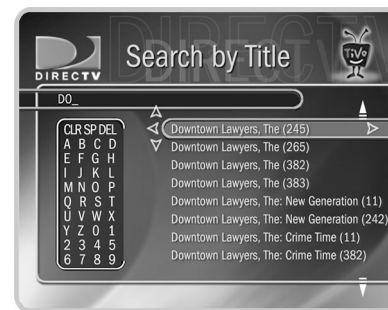 DIRECTV
Search by Title
TiVo
DO_
CLR SP DEL
A B C D
E F G H
I J K L
M N O P
Q R S T
U V W X
Y Z 0 1
2 3 4 5
6 7 8 9
Downtown Lawyers, The (245)
Downtown Lawyers, The (265)
Downtown Lawyers, The (382)
Downtown Lawyers, The (383)
Downtown Lawyers, The: New Generation (11)
Downtown Lawyers, The: New Generation (242)
Downtown Lawyers, The: Crime Time (11)
Downtown Lawyers, The: Crime Time (382)